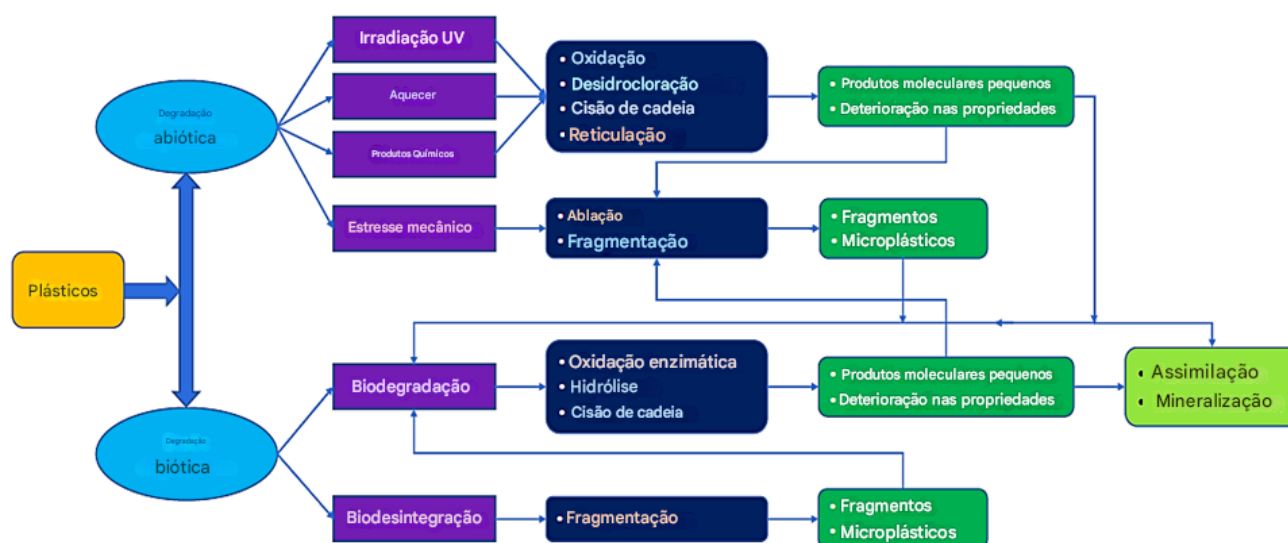 Plásticos
Degradação
abiótica
Degradação
biótica
Irradiação UV
Aquecer
Produtos Químicos
Estresse mecânico
• Oxidação
• Desidrocloração
• Cisão de cadeia
• Reticulação
• Produtos moleculares pequenos
• Deterioração nas propriedades
• Ablação
• Fragmentação
• Fragmentos
• Microplásticos
Biodegradação
• Oxidação enzimática
• Hidrólise
• Cisão de cadeia
• Produtos moleculares pequenos
• Deterioração nas propriedades
• Assimilação
• Mineralização
Biodesintegração
• Fragmentação
• Fragmentos
• Microplásticos